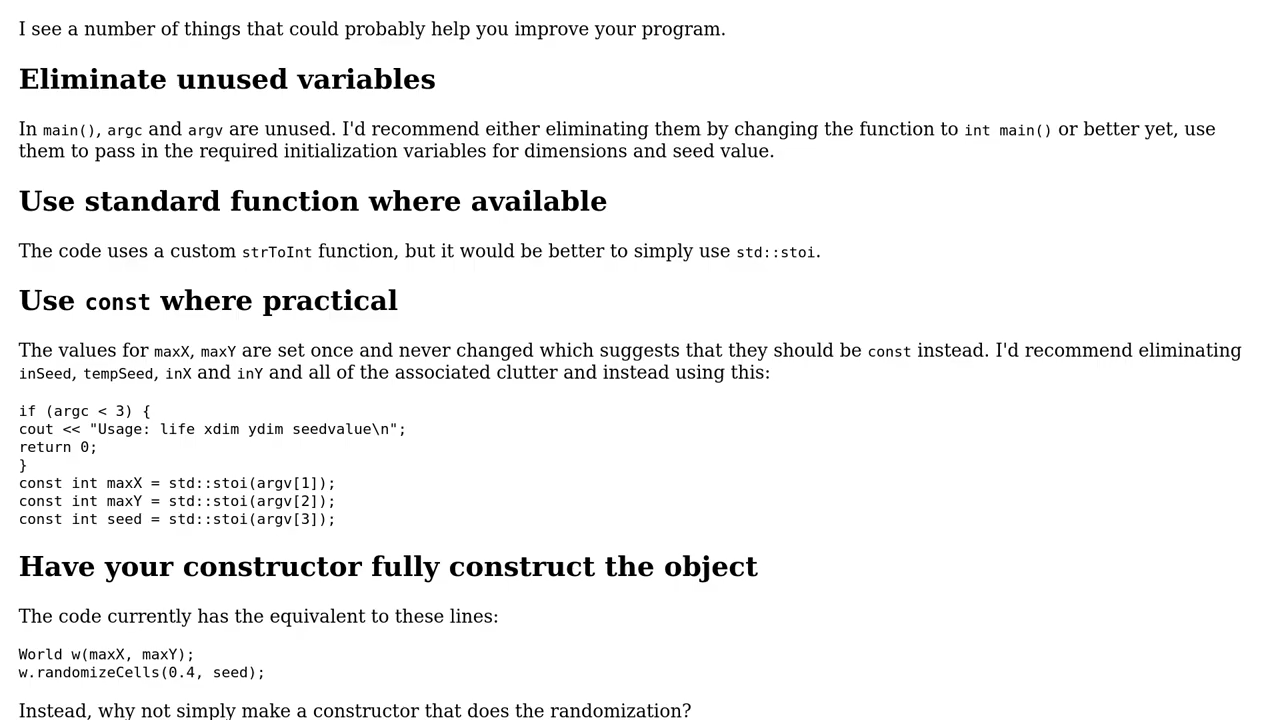 I see a number of things that could probably help you improve your program.
Eliminate unused variables
In main(), argc and argv are unused. I'd recommend either eliminating them by changing the function to int main() or better yet, use
them to pass in the required initialization variables for dimensions and seed value.
Use standard function where available
The code uses a custom strToInt function, but it would be better to simply use std::stoi.
Use const where practical
The values for maxX, maxY are set once and never changed which suggests that they should be const instead. I'd recommend eliminating
inSeed, tempSeed, inX and inY and all of the associated clutter and instead using this:
if (argc < 3) {
cout << "Usage: life xdim ydim seedvalue\n";
return 0;
}
const int maxX = std::stoi(argv[1]);
const int maxY = std::stoi(argv[2]);
const int seed = std::stoi(argv[3]);
Have your constructor fully construct the object
The code currently has the equivalent to these lines:
World w(maxX, maxY);
w.randomizeCells(0.4, seed);
Instead, why not simply make a constructor that does the randomization?